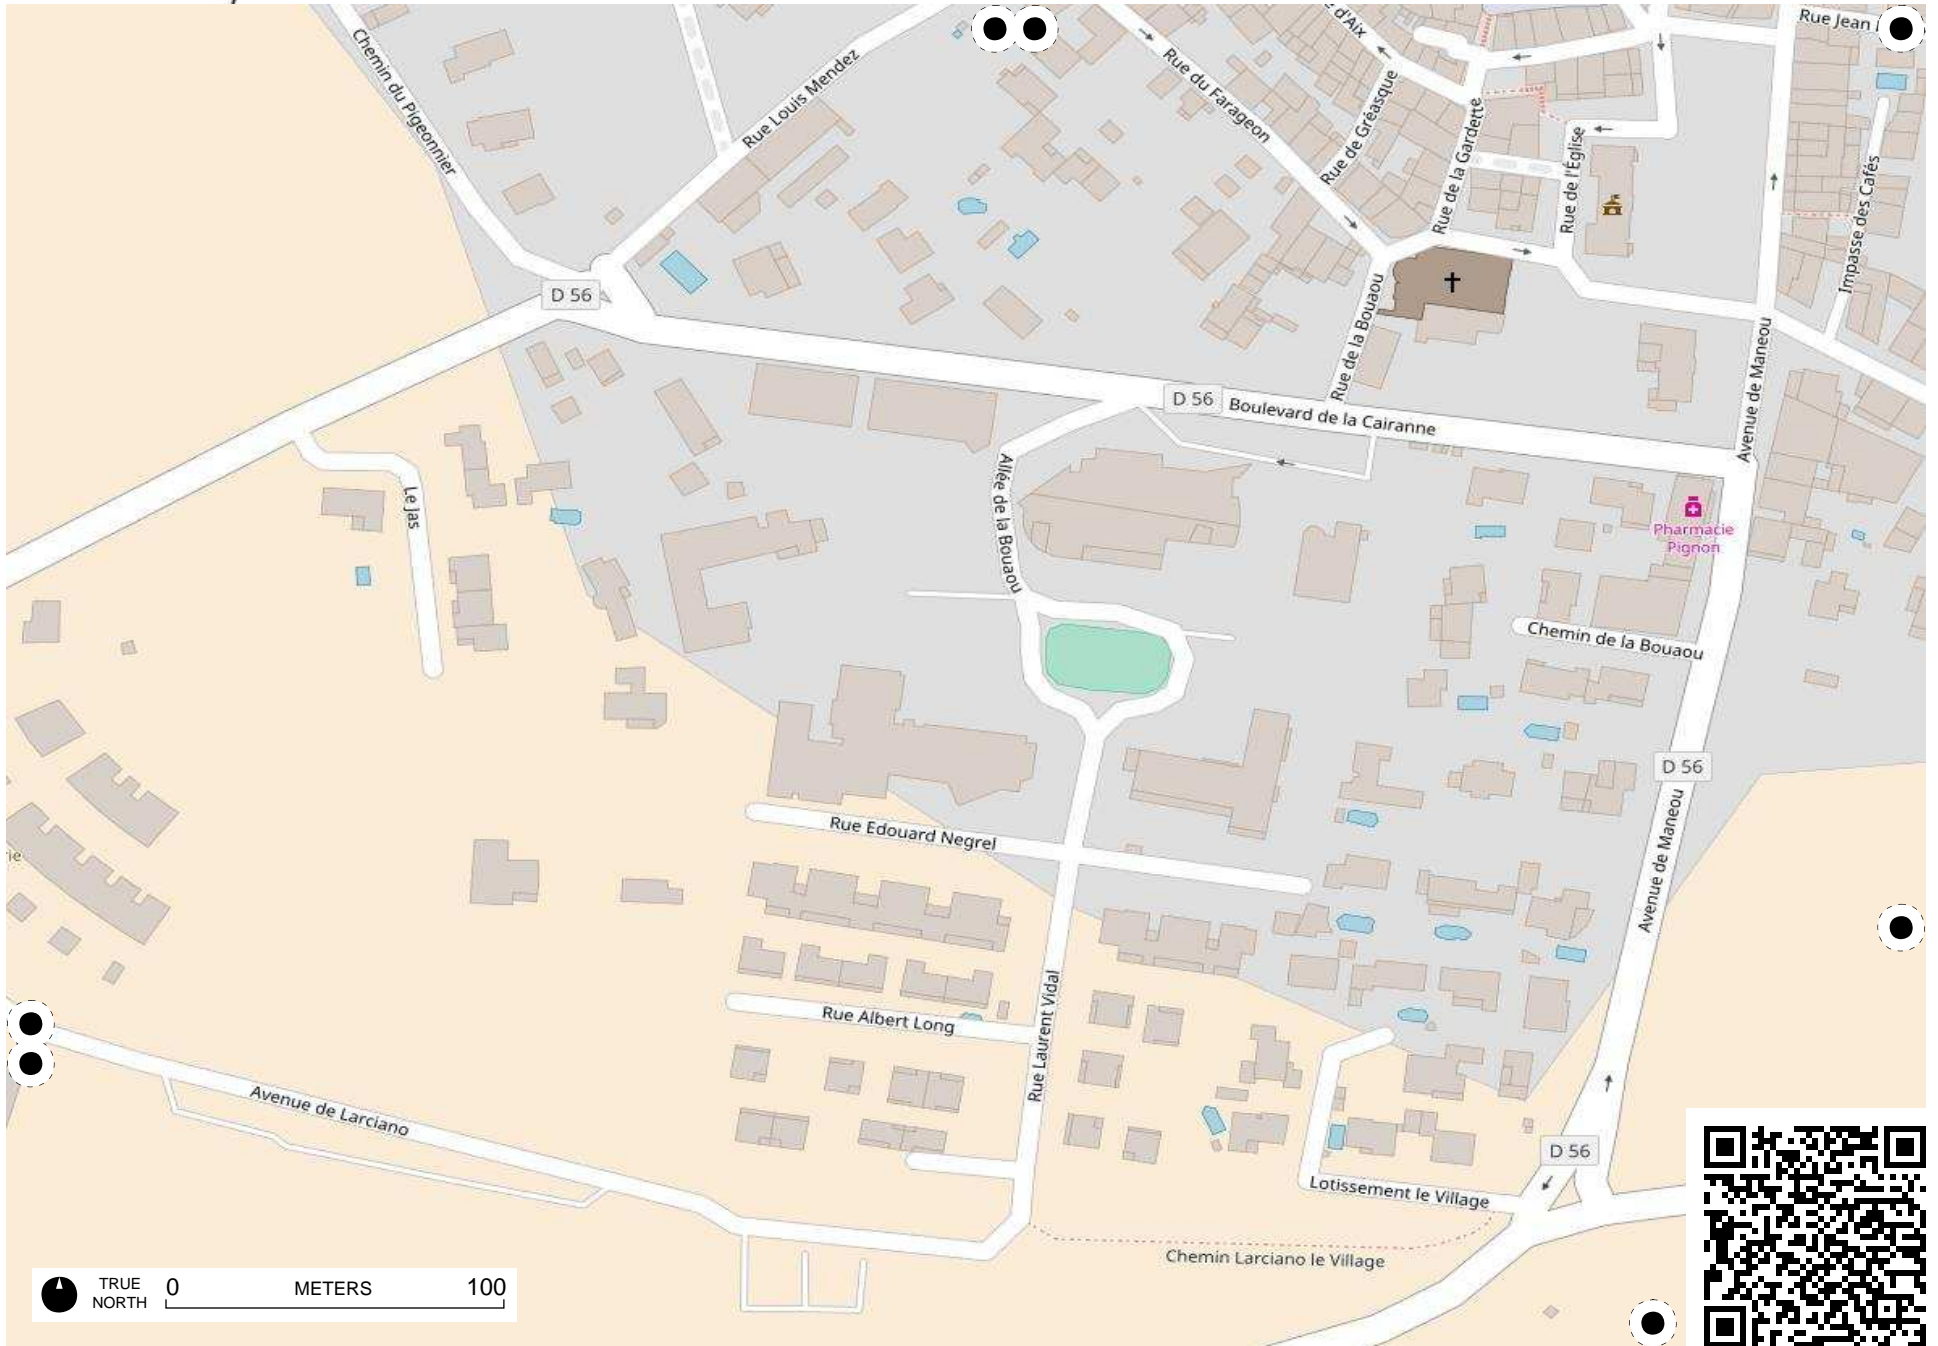 Rue Jean
d'Aix
Chemin du Pigeonnier
Rue Louis Mendez
Rue du Farageon
Rue de Gréasque
Rue de la Gardette
Rue de l'Église
Impasse des Cafés
D 56
Rue de la Bouaou
Avenue de Maneou
D 56
Boulevard de la Cairanne
Allée de la Bouaou
Le Jas
Pharmacie
Pignon
Chemin de la Bouaou
D 56
Rue Edouard Negrel
Avenue de Maneou
Rue Albert Long
Rue Laurent Vidal
Avenue de Larciano
D 56
Lotissement le Village
Chemin Larciano le Village
TRUE
NORTH
0 METERS 100